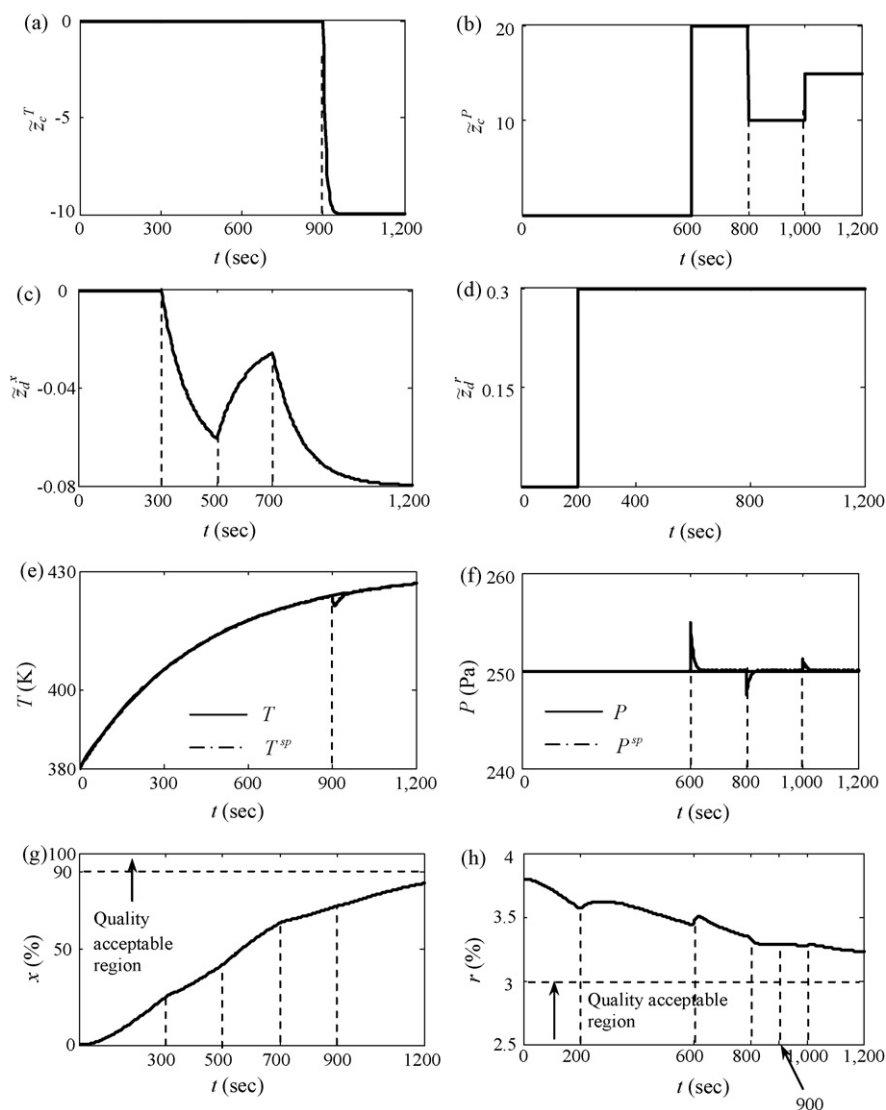 (a)
0
-5
-10
z̃_c^T
0 300 600 900 1,200
t (sec)
(b)
20
10
z̃_c^P
0 200 400 600 800 1,000 1,200
t (sec)
(c)
0
-0.04
-0.08
z̃_d^x
0 300 500 700 1,200
t (sec)
(d)
0.3
0.15
z̃_d^r
0 200 400 600 800 1,200
t (sec)
(e)
430
400
380
T (K)
T
T^sp
0 300 600 900 1,200
t (sec)
(f)
260
250
240
P (Pa)
P
P^sp
0 600 800 1,000 1,200
t (sec)
(g)
100
90
50
0
x (%)
Quality
acceptable
region
300 500 700 900 1,200
t (sec)
(h)
4
3.5
3
2.5
r (%)
Quality acceptable
region
0 200 600 800 1,000 1,200
t (sec)
900